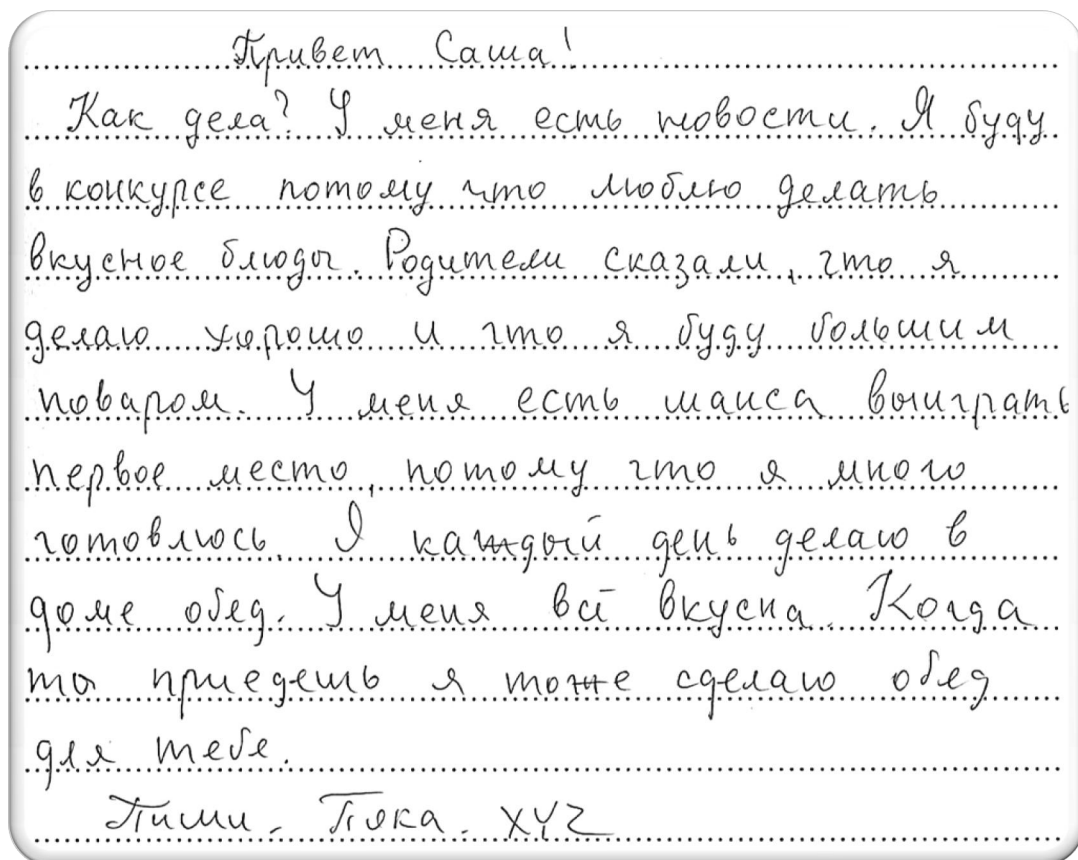 Привет Саша!
Как дела? У меня есть новости. Я буду
в конкурсе потому что люблю делать
вкусное блюды. Родители сказали, что я
делаю хорошо и что я буду большим
поваром. У меня есть шанса выиграть
первое место, потому что я много
готовлюсь. Я каждый день делаю в
доме обед. У меня всё вкусна. Когда
ты приедешь я тоже сделаю обед
для тебе.
Пиши. Пока. XYZ